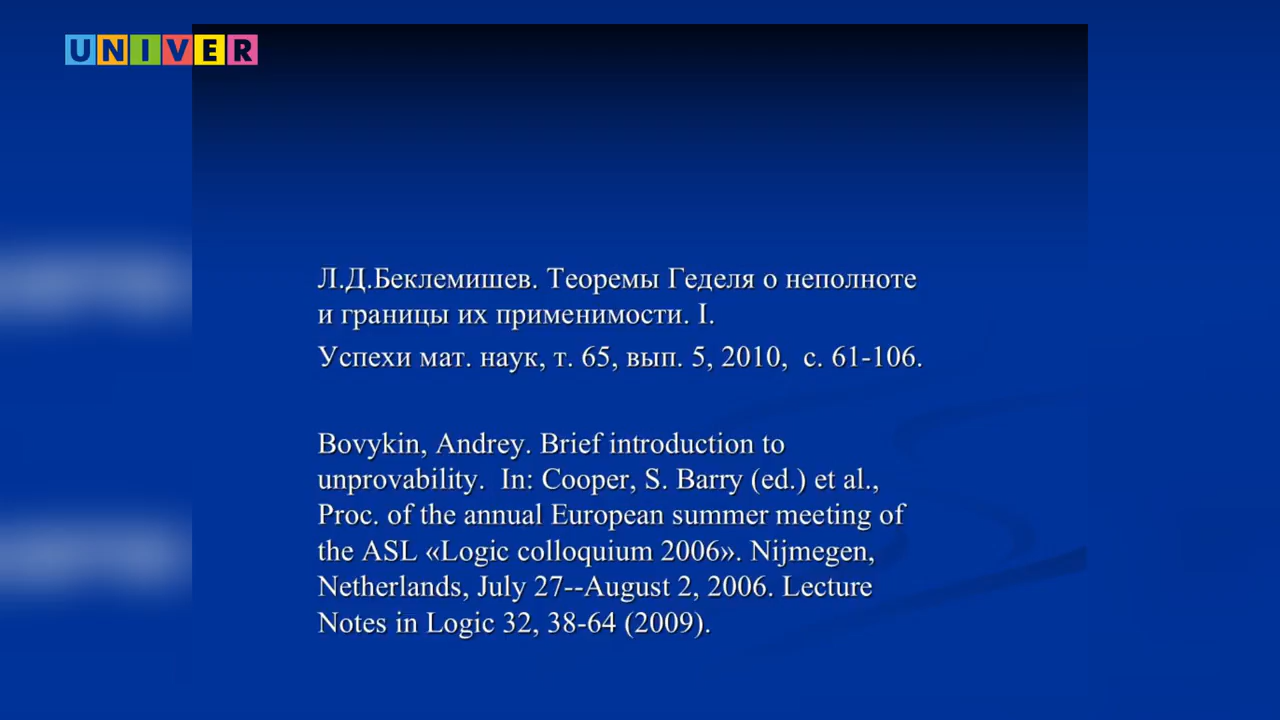 UNIVER
Л.Д.Беклемишев. Теоремы Геделя о неполноте
и границы их применимости. I.
Успехи мат. наук, т. 65, вып. 5, 2010, с. 61-106.
Bovykin, Andrey. Brief introduction to
unprovability. In: Cooper, S. Barry (ed.) et al.,
Proc. of the annual European summer meeting of
the ASL «Logic colloquium 2006». Nijmegen,
Netherlands, July 27--August 2, 2006. Lecture
Notes in Logic 32, 38-64 (2009).